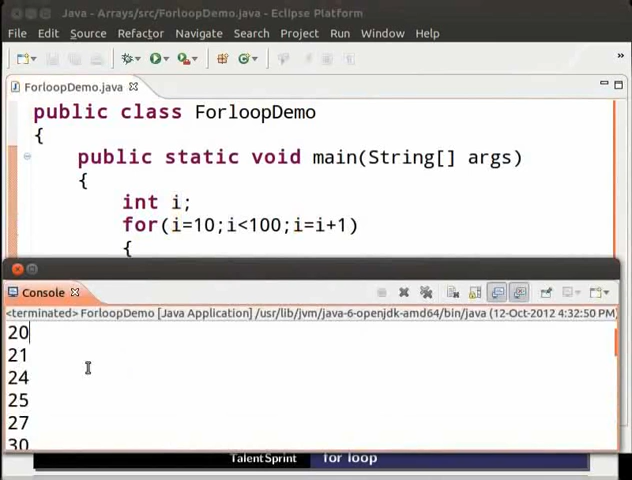 Java - Arrays/src/ForloopDemo.java - Eclipse Platform
File Edit Source Refactor Navigate Search Project Run Window Help
ForloopDemo.java
public class ForloopDemo
{
public static void main(String[] args)
{
int i;
for(i=10;i<100;i=i+1)
{
Console
<terminated> ForloopDemo [Java Application] /usr/lib/jvm/java-6-openjdk-amd64/bin/java (12-Oct-2012 4:32:50 PM)
20
21
24
25
27
30
TalentSprint for loop